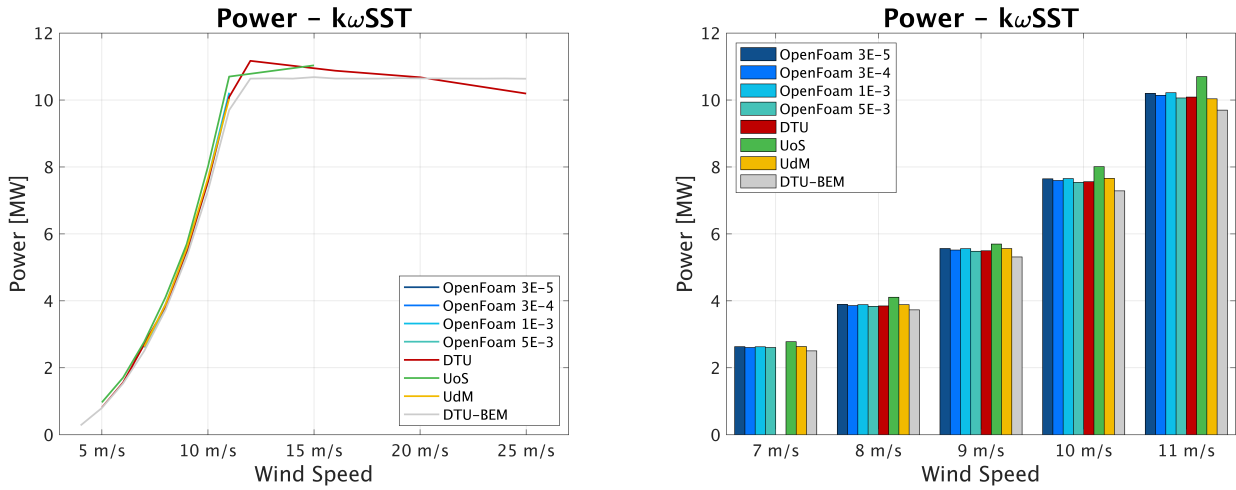 Power – kωSST
12
10
8
6
4
2
0
Power [MW]
OpenFoam 3E–5
OpenFoam 3E–4
OpenFoam 1E–3
OpenFoam 5E–3
DTU
UoS
UdM
DTU–BEM
5 m/s
10 m/s
15 m/s
20 m/s
25 m/s
Wind Speed
Power – kωSST
12
10
8
6
4
2
0
Power [MW]
OpenFoam 3E–5
OpenFoam 3E–4
OpenFoam 1E–3
OpenFoam 5E–3
DTU
UoS
UdM
DTU–BEM
7 m/s
8 m/s
9 m/s
10 m/s
11 m/s
Wind Speed